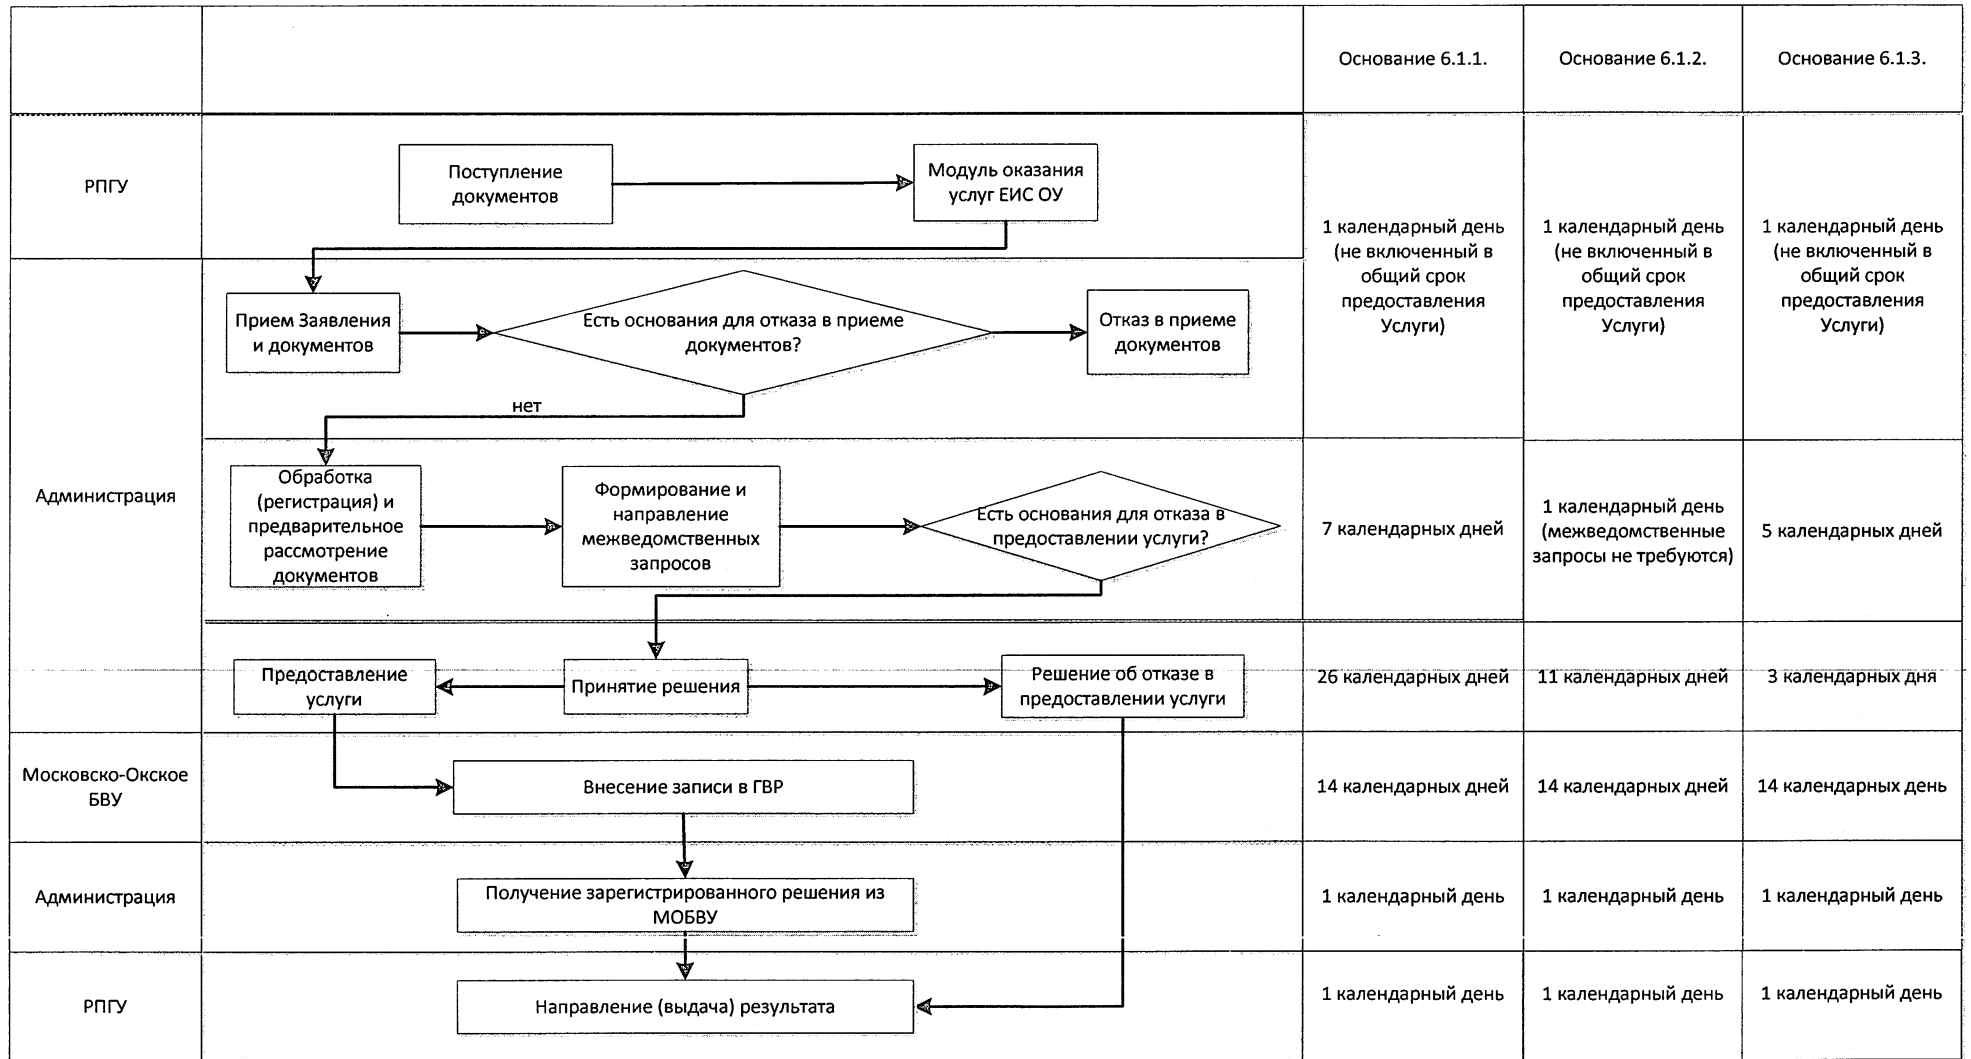 Основание 6.1.1.
Основание 6.1.2.
Основание 6.1.3.
РПГУ
Поступление
документов
Модуль оказания
услуг ЕИС ОУ
1 календарный день
(не включенный в
общий срок
предоставления
Услуги)
1 календарный день
(не включенный в
общий срок
предоставления
Услуги)
1 календарный день
(не включенный в
общий срок
предоставления
Услуги)
Администрация
Прием Заявления
и документов
Есть основания для отказа в приеме
документов?
Отказ в приеме
документов
нет
Обработка
(регистрация) и
предварительное
рассмотрение
документов
Формирование и
направление
межведомственных
запросов
Есть основания для отказа в
предоставлении услуги?
7 календарных дней
1 календарный день
(межведомственные
запросы не требуются)
5 календарных дней
Предоставление
услуги
Принятие решения
Решение об отказе в
предоставлении услуги
26 календарных дней
11 календарных дней
3 календарных дня
Московско-Окское
БВУ
Внесение записи в ГВР
14 календарных дней
14 календарных дней
14 календарных день
Администрация
Получение зарегистрированного решения из
МОБВУ
1 календарный день
1 календарный день
1 календарный день
РПГУ
Направление (выдача) результата
1 календарный день
1 календарный день
1 календарный день